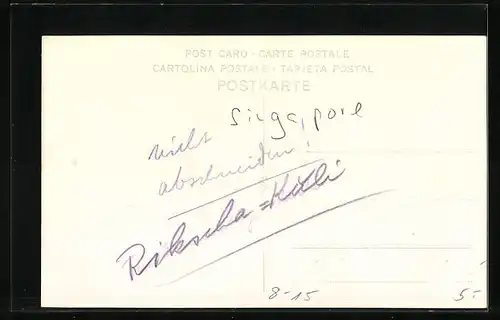 POST CARD - CARTE POSTALE
CARTOLINA POSTALE - TARJETA POSTAL
POSTKARTE
Singapore
nicht
abschneiden!
Rikscha=Kuli
8-15
5-